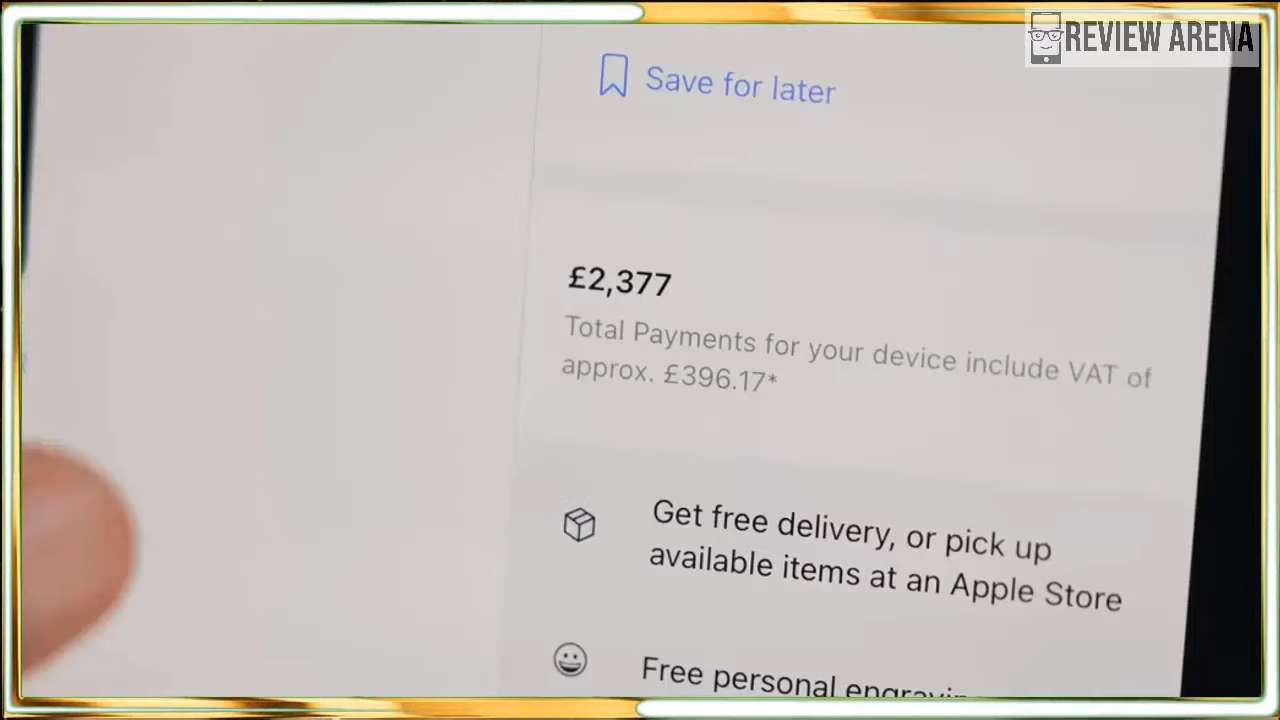 REVIEW ARENA
Save for later
£2,377
Total Payments for your device include VAT of
approx. £396.17*
Get free delivery, or pick up
available items at an Apple Store
Free personal